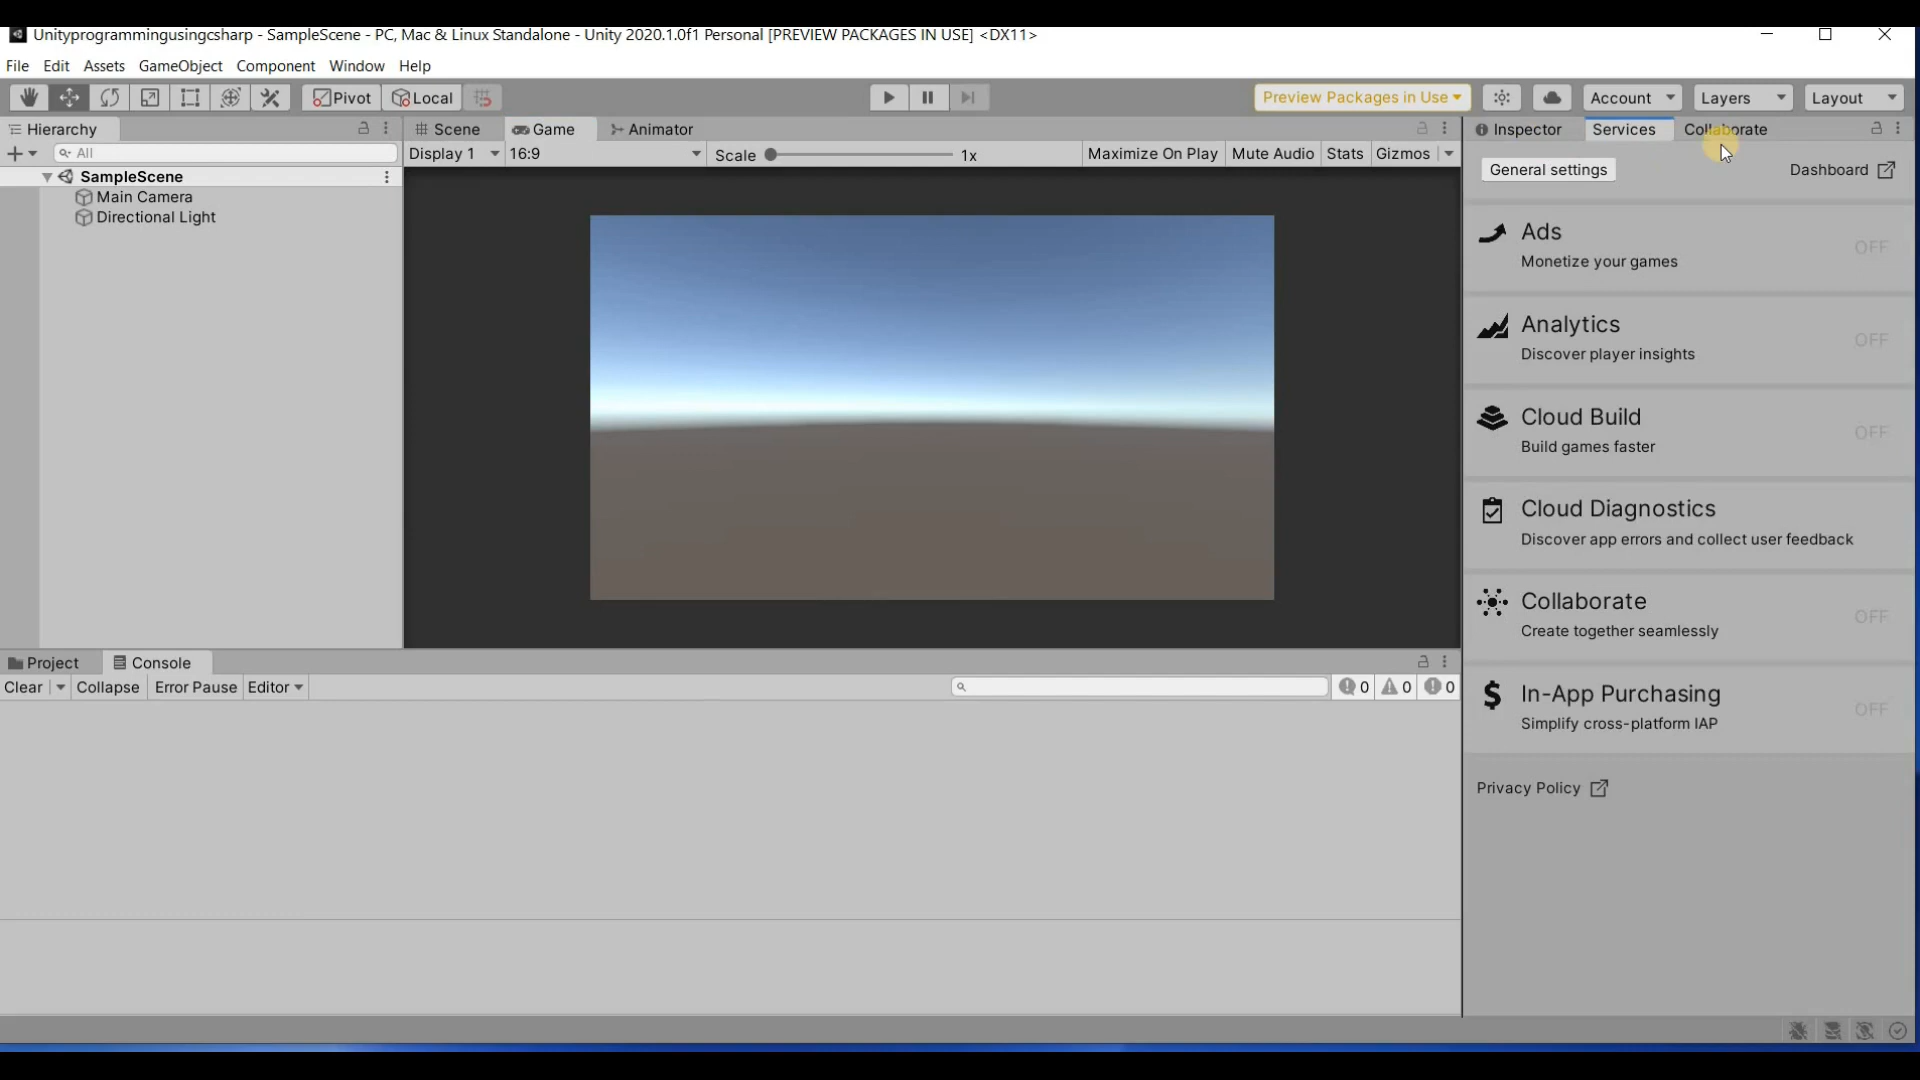 Unityprogrammingusingcsharp - SampleScene - PC, Mac & Linux Standalone - Unity 2020.1.0f1 Personal [PREVIEW PACKAGES IN USE] <DX11>
File Edit Assets GameObject Component Window Help
Pivot Local Preview Packages in Use Account Layers Layout
Hierarchy Scene Game Animator Inspector Services Collaborate
All Display 1 16:9 Scale 1x Maximize On Play Mute Audio Stats Gizmos
General settings Dashboard
SampleScene
Main Camera
Directional Light
Ads
Monetize your games
OFF
Analytics
Discover player insights
OFF
Cloud Build
Build games faster
OFF
Cloud Diagnostics
Discover app errors and collect user feedback
Collaborate
Create together seamlessly
OFF
In-App Purchasing
Simplify cross-platform IAP
OFF
Privacy Policy
Project Console
Clear Collapse Error Pause Editor 0 0 0